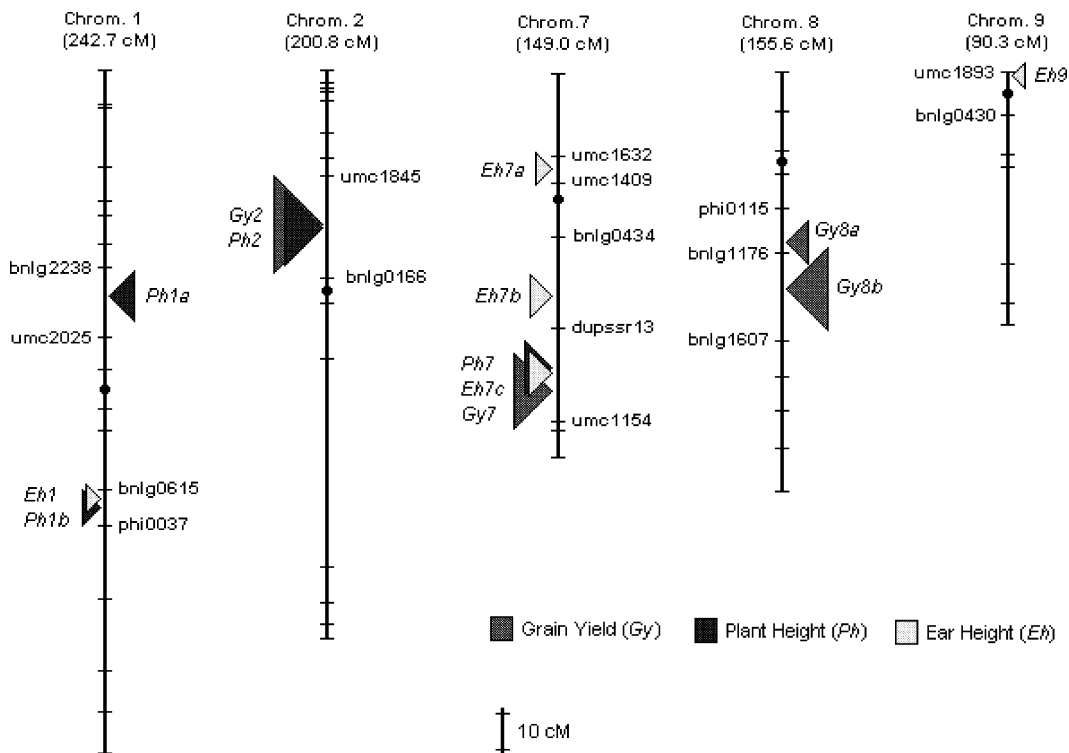 Chrom. 1
(242.7 cM)
bnlg2238
Ph1a
umc2025
Eh1
Ph1b
bnlg0615
phi0037
Chrom. 2
(200.8 cM)
umc1845
Gy2
Ph2
bnlg0166
Chrom.7
(149.0 cM)
umc1632
Eh7a
umc1409
bnlg0434
Eh7b
dupssr13
Ph7
Eh7c
Gy7
umc1154
Chrom. 8
(155.6 cM)
phi0115
Gy8a
bnlg1176
Gy8b
bnlg1607
Chrom. 9
(90.3 cM)
umc1893
Eh9
bnlg0430
Grain Yield (Gy)
Plant Height (Ph)
Ear Height (Eh)
10 cM